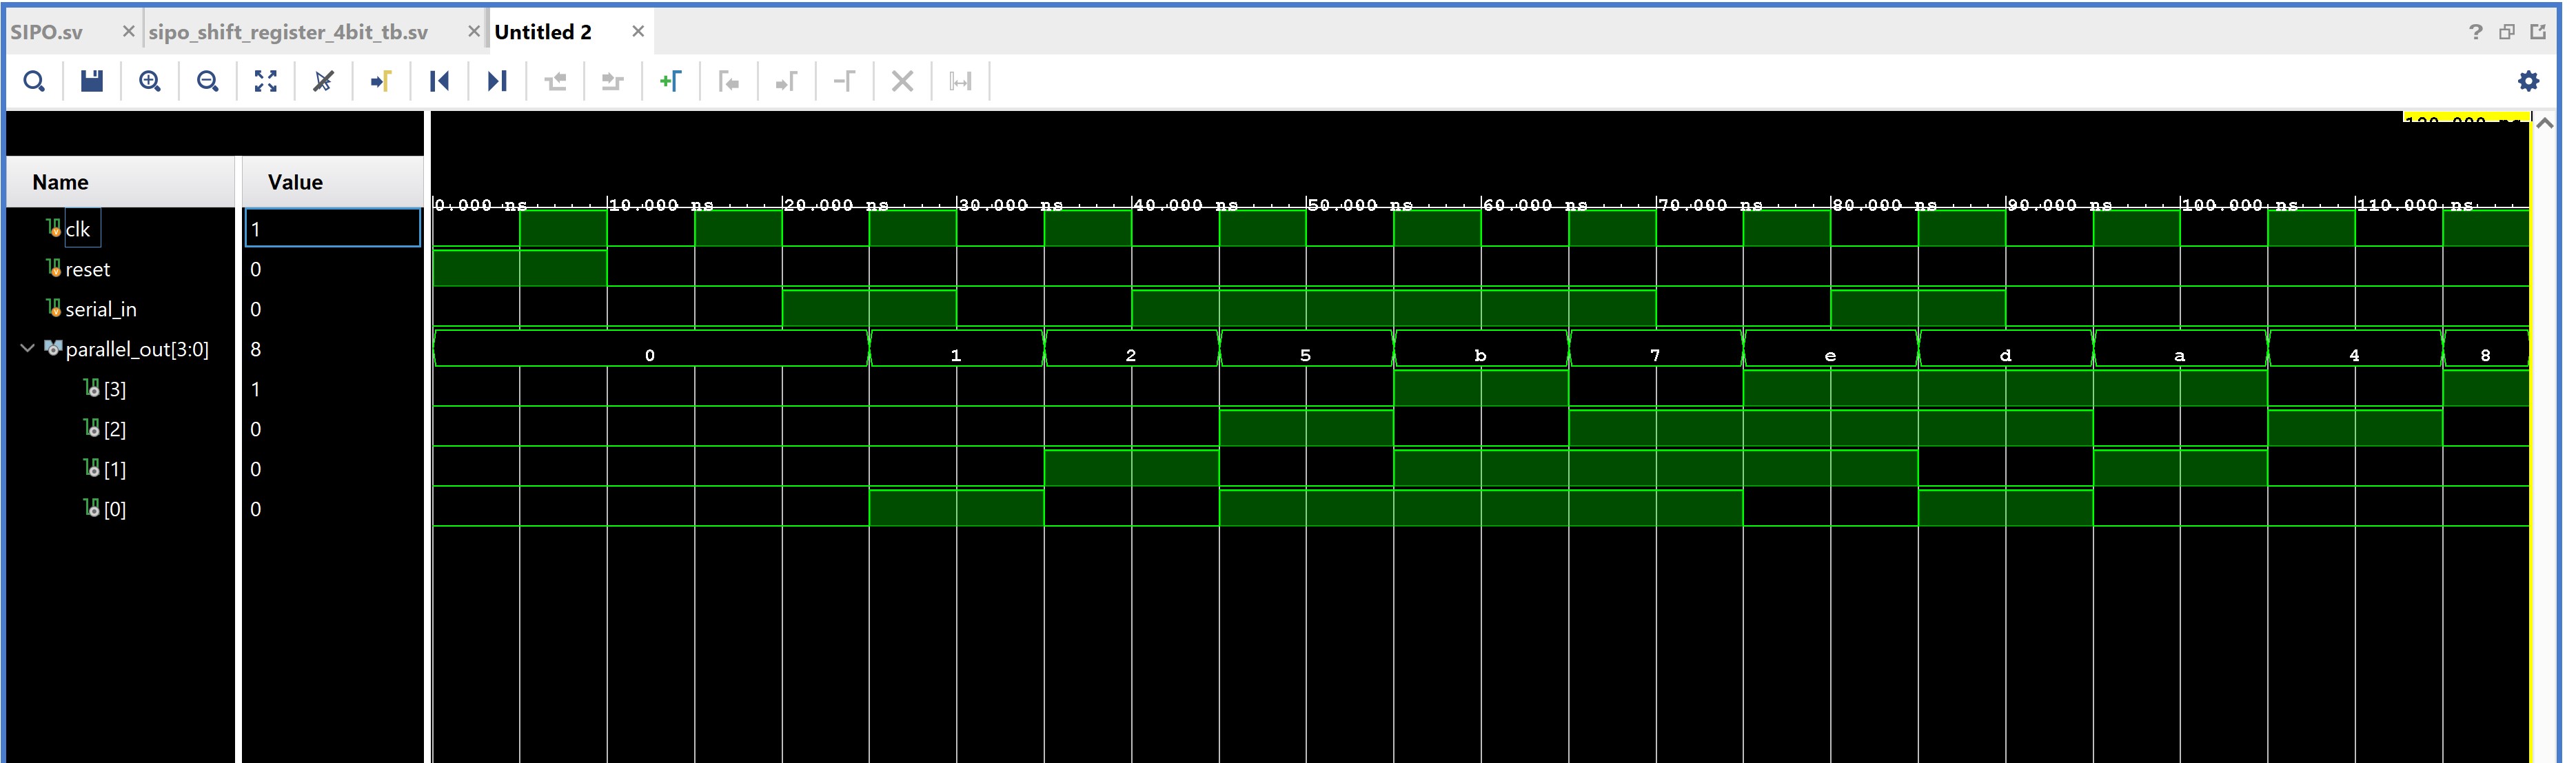 SIPO.sv sipo_shift_register_4bit_tb.sv Untitled 2 ?
Name Value
0.000 ns 10.000 ns 20.000 ns 30.000 ns 40.000 ns 50.000 ns 60.000 ns 70.000 ns 80.000 ns 90.000 ns 100.000 ns 110.000 ns
clk 1
reset 0
serial_in 0
parallel_out[3:0] 8 0 1 2 5 b 7 e d a 4 8
[3] 1
[2] 0
[1] 0
[0] 0